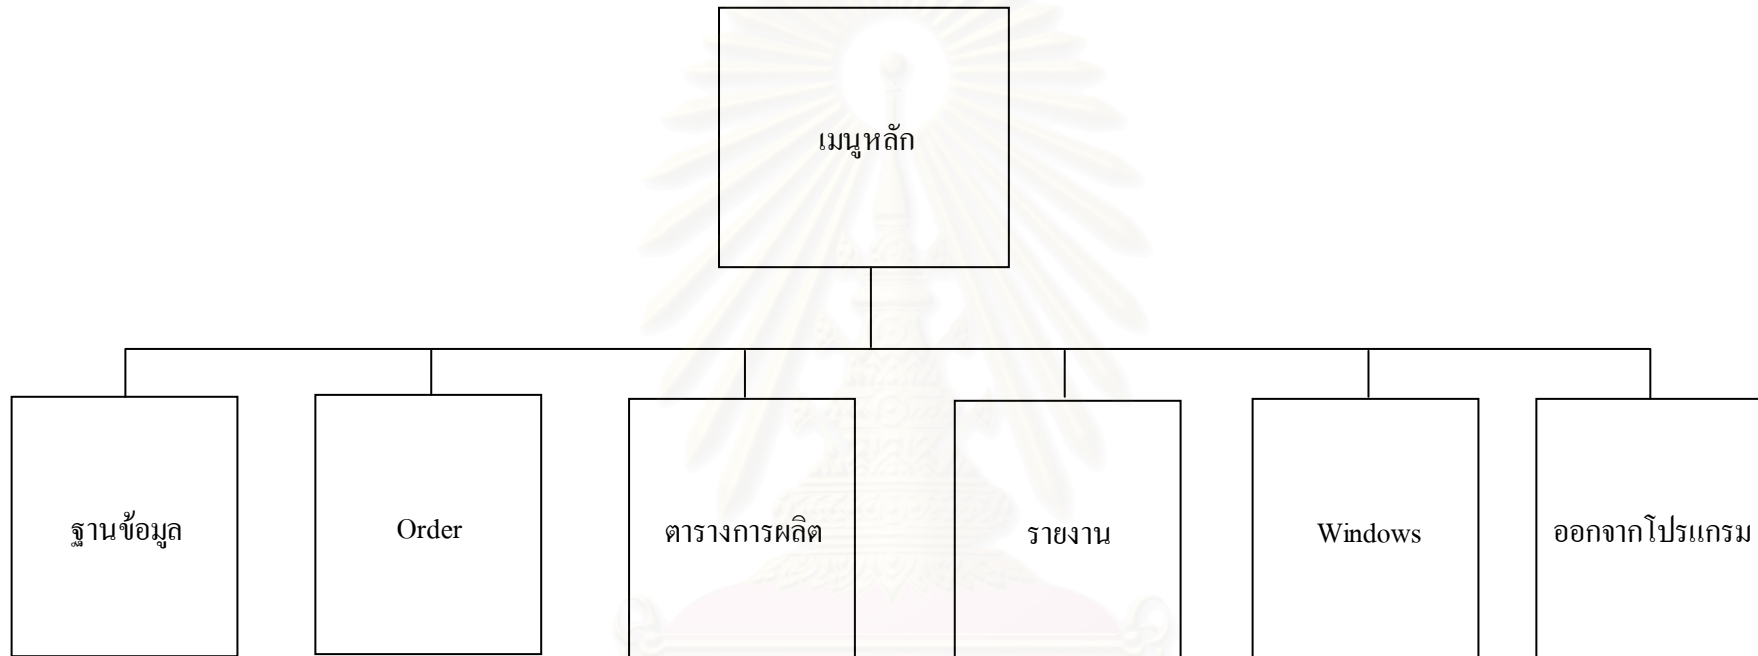 เมนูหลัก
ฐานข้อมูล
Order
ตารางการผลิต
รายงาน
Windows
ออกจากโปรแกรม